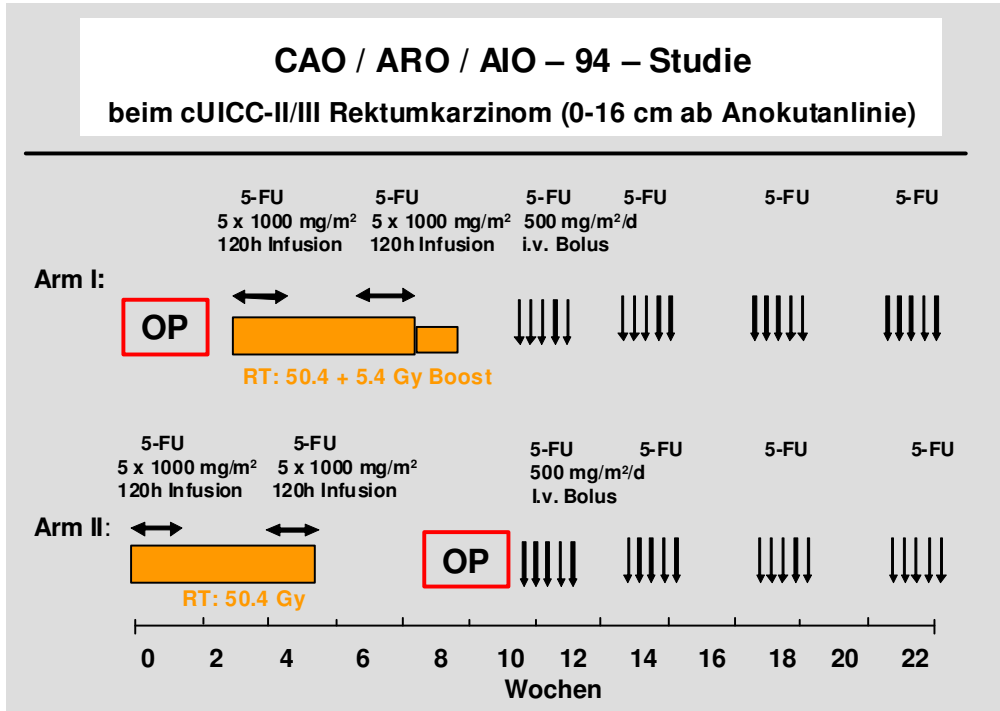 CAO / ARO / AIO – 94 – Studie
beim cUICC-II/III Rektumkarzinom (0-16 cm ab Anokutanlinie)
5-FU 5-FU 5-FU 5-FU 5-FU 5-FU
5 x 1000 mg/m² 5 x 1000 mg/m² 500 mg/m²/d
120h Infusion 120h Infusion i.v. Bolus
Arm I:
OP
RT: 50.4 + 5.4 Gy Boost
5-FU 5-FU 5-FU 5-FU 5-FU 5-FU
5 x 1000 mg/m² 5 x 1000 mg/m² 500 mg/m²/d
120h Infusion 120h Infusion I.v. Bolus
Arm II:
OP
RT: 50.4 Gy
0 2 4 6 8 10 12 14 16 18 20 22
Wochen